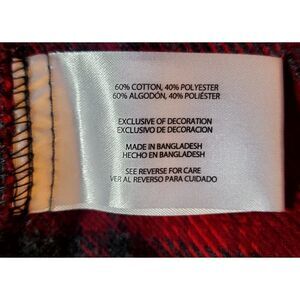 60% COTTON, 40% POLYESTER
60% ALGODÓN, 40% POLIÉSTER
EXCLUSIVE OF DECORATION
EXCLUSIVO DE DECORACION
MADE IN BANGLADESH
HECHO EN BANGLADESH
SEE REVERSE FOR CARE
VER AL REVERSO PARA CUIDADO